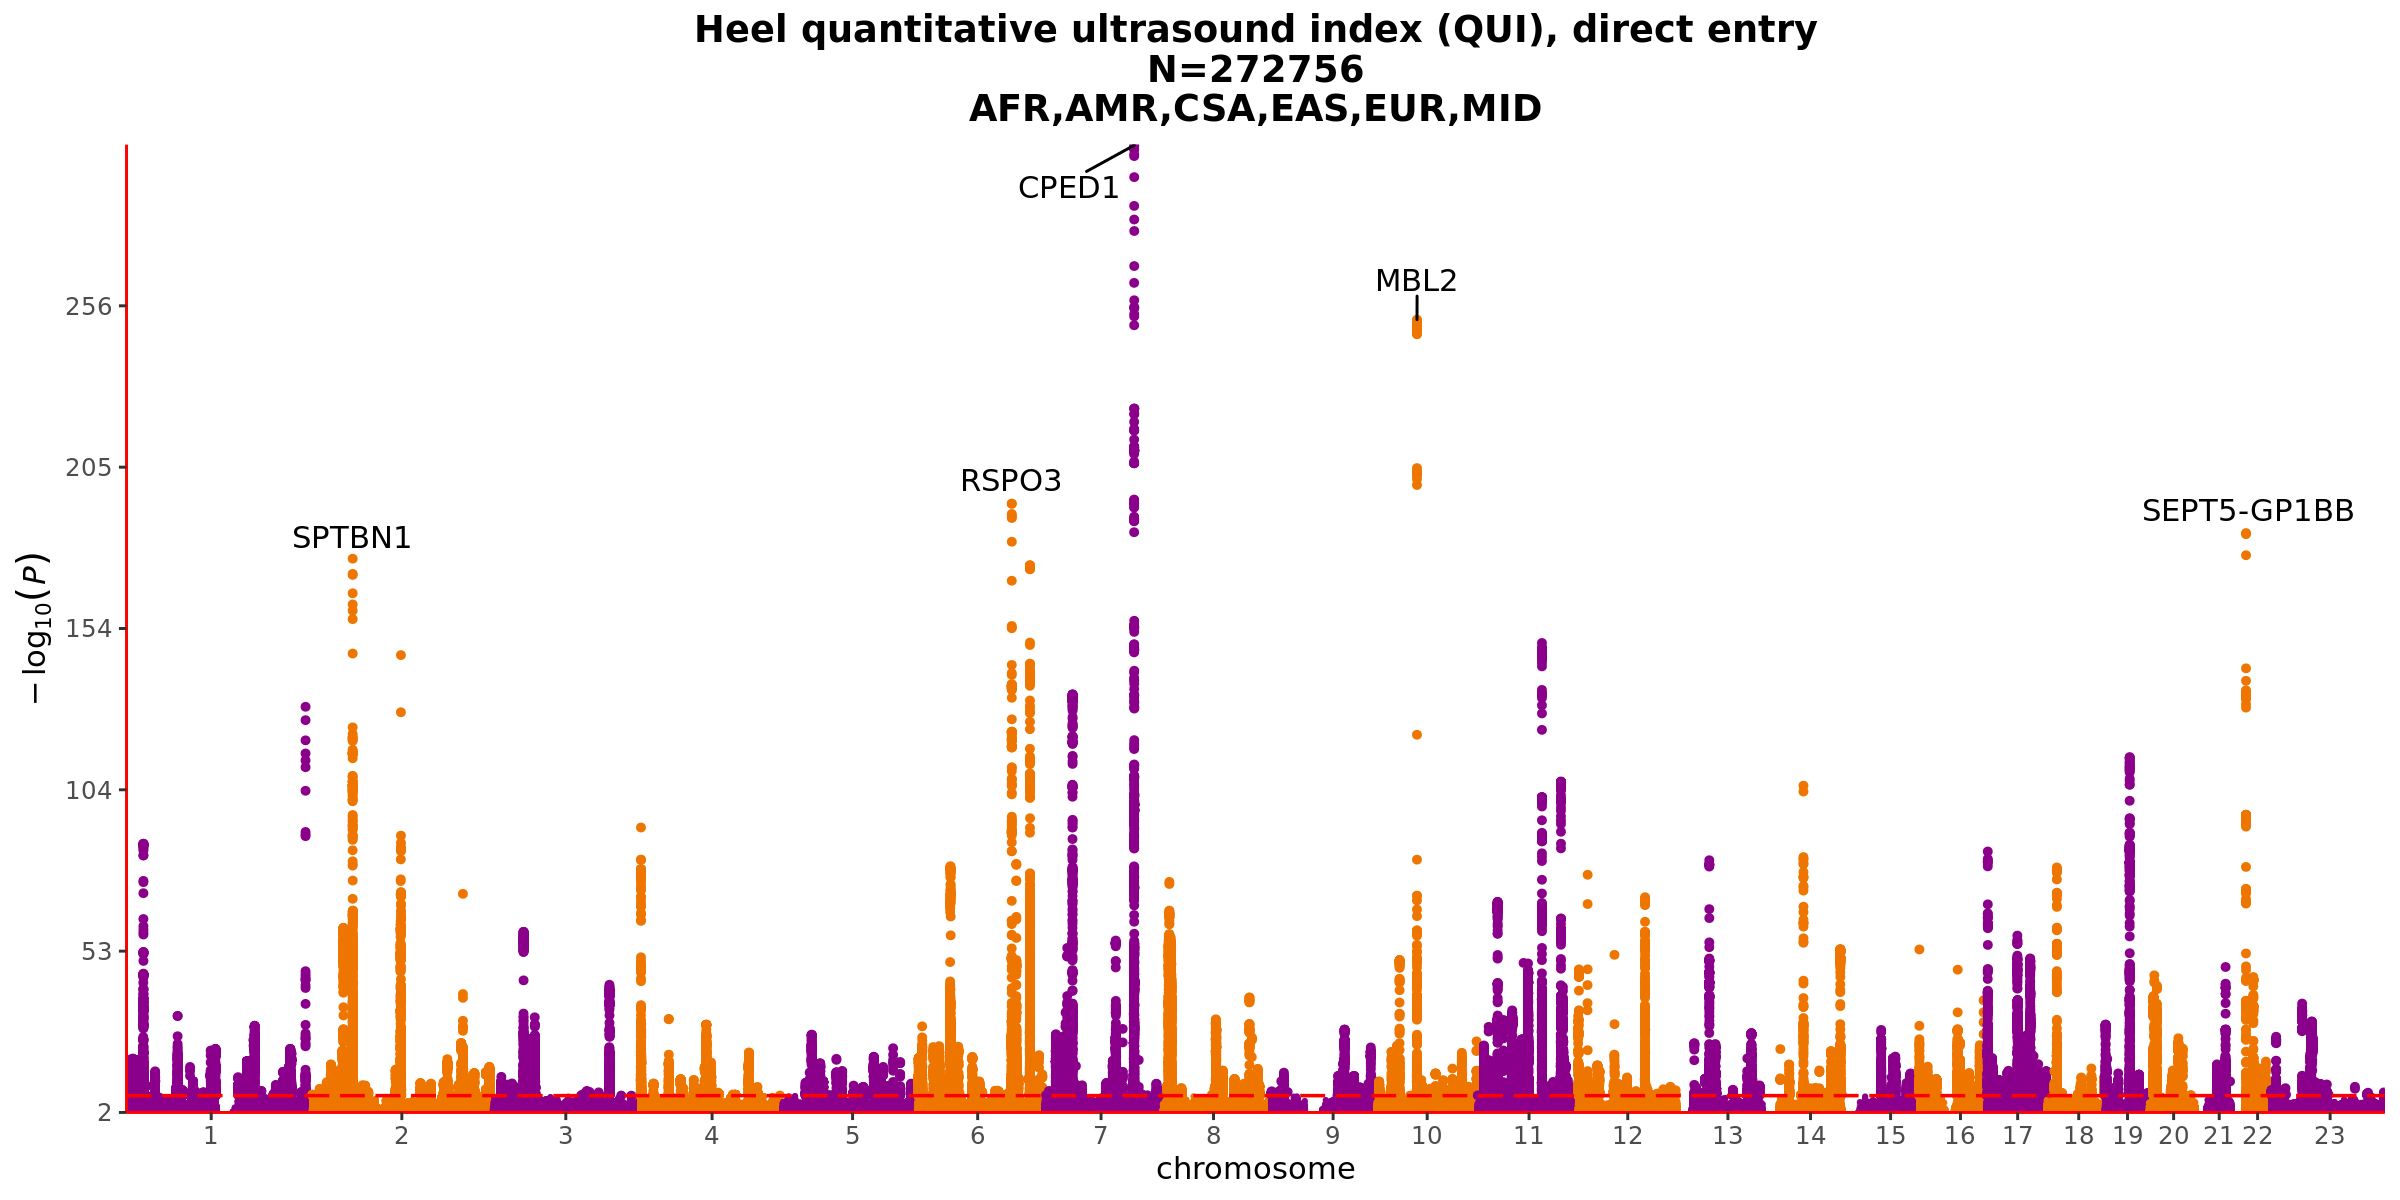 Heel quantitative ultrasound index (QUI), direct entry
N=272756
AFR,AMR,CSA,EAS,EUR,MID
CPED1
MBL2
RSPO3
SEPT5-GP1BB
SPTBN1
256
205
154
104
53
2
−log10(P)
1 2 3 4 5 6 7 8 9 10 11 12 13 14 15 16 17 18 19 20 21 22 23
chromosome